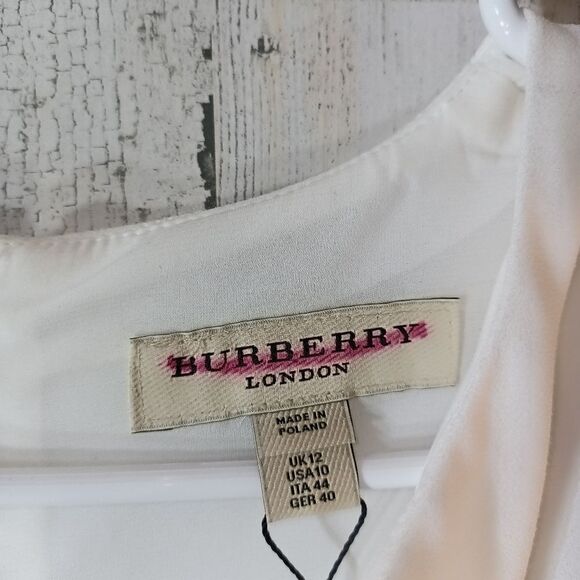 BURBERRY
LONDON
MADE IN
POLAND
UK12
USA10
ITA 44
GER 40